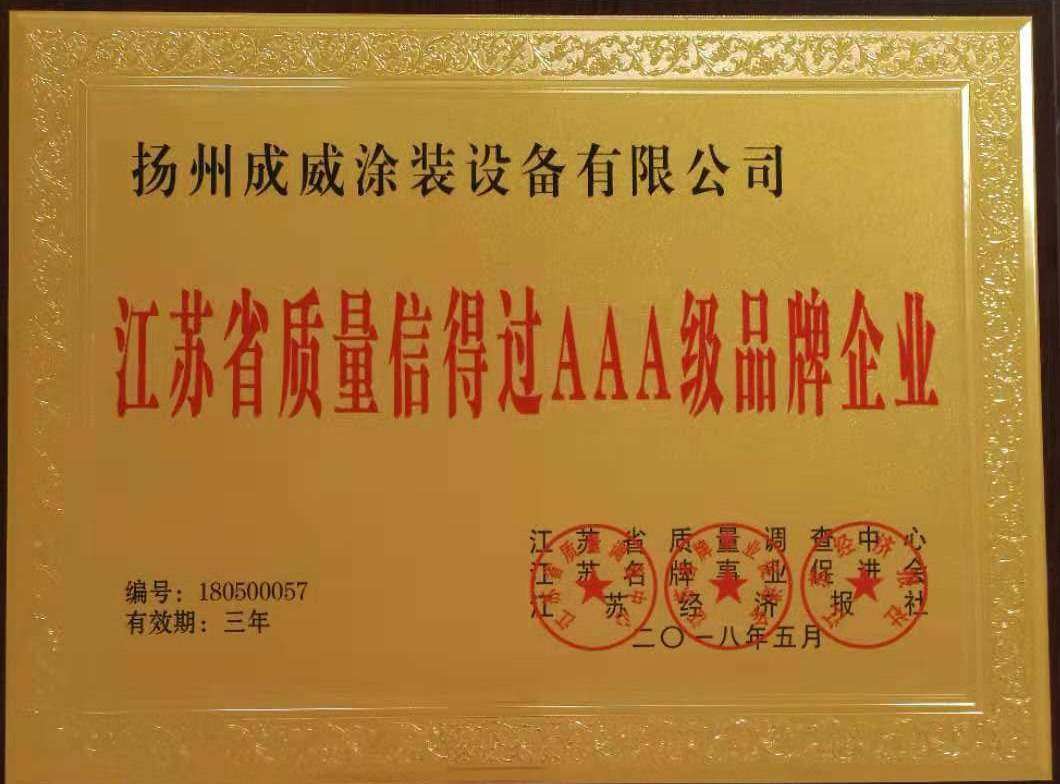 扬州成威涂装设备有限公司
江苏省质量信得过AAA级品牌企业
编号：180500057
有效期：三年
江苏省质量调查中心
江苏名牌事业促进会
江苏经济报社
二〇一八年五月